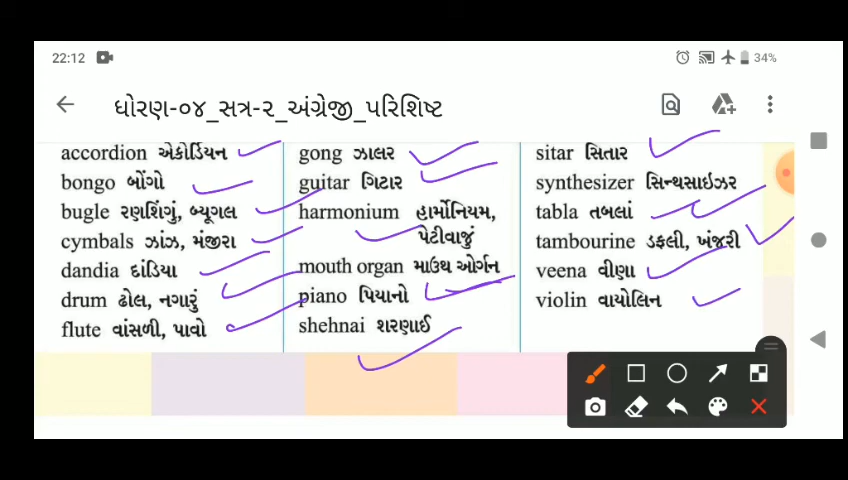 22:12
34%
ધોરણ-૦૪_સત્ર-૨_અંગ્રેજી_પરિશિષ્ટ
accordion એકોર્ડિયન
bongo બોંગો
bugle રણશિંગું, બ્યૂગલ
cymbals ઝાંઝ, મંજીરા
dandia દાંડિયા
drum ઢોલ, નગારું
flute વાંસળી, પાવો
gong ઝાલર
guitar ગિટાર
harmonium હાર્મોનિયમ,
પેટીવાજું
mouth organ માઉથ ઓર્ગન
piano પિયાનો
shehnai શરણાઈ
sitar સિતાર
synthesizer સિન્થસાઇઝર
tabla તબલાં
tambourine ડફલી, ખંજરી
veena વીણા
violin વાયોલિન